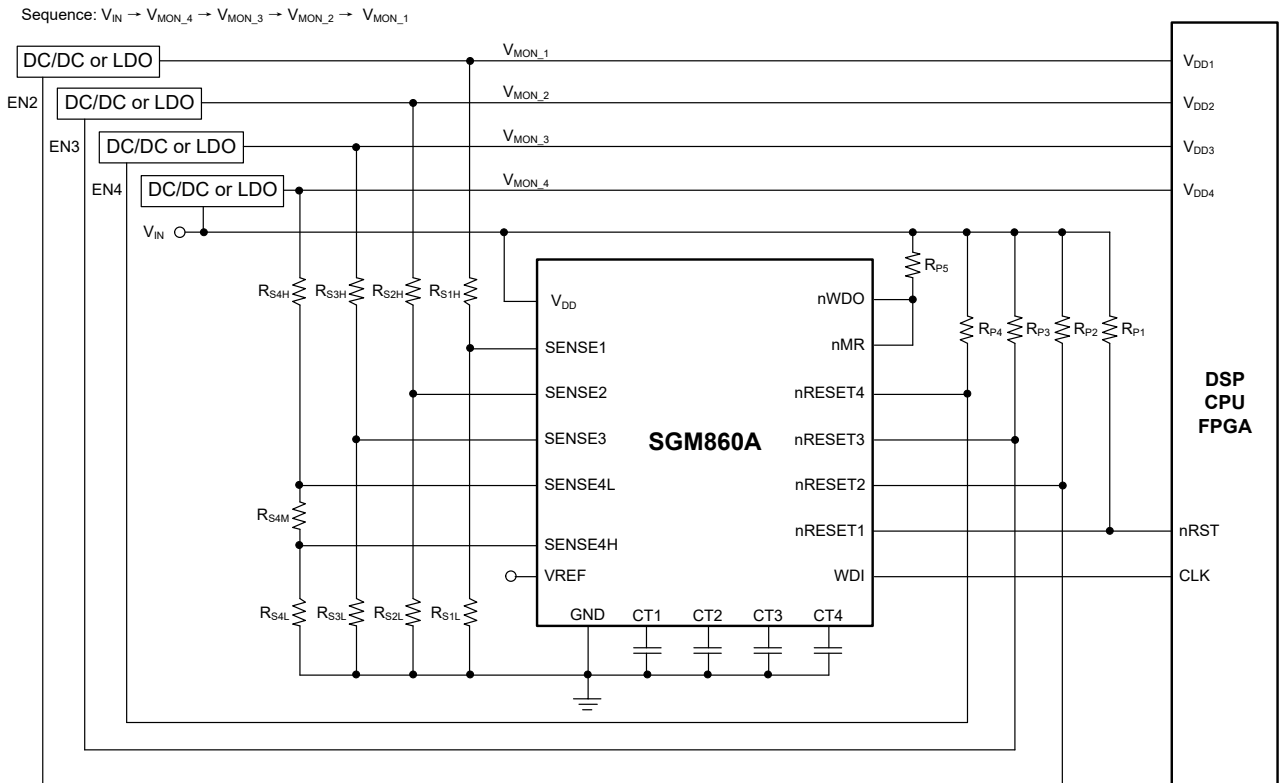 Sequence: VIN → VMON_4 → VMON_3 → VMON_2 → VMON_1
DC/DC or LDO
VMON_1
VDD1
EN2
DC/DC or LDO
VMON_2
VDD2
EN3
DC/DC or LDO
VMON_3
VDD3
EN4
DC/DC or LDO
VMON_4
VDD4
VIN
RS4H
RS3H
RS2H
RS1H
RP5
RP4
RP3
RP2
RP1
VDD
SENSE1
SENSE2
SENSE3
SENSE4L
SENSE4H
VREF
SGM860A
nWDO
nMR
nRESET4
nRESET3
nRESET2
nRESET1
WDI
RS4M
RS4L
RS3L
RS2L
RS1L
GND
CT1
CT2
CT3
CT4
DSP
CPU
FPGA
nRST
CLK